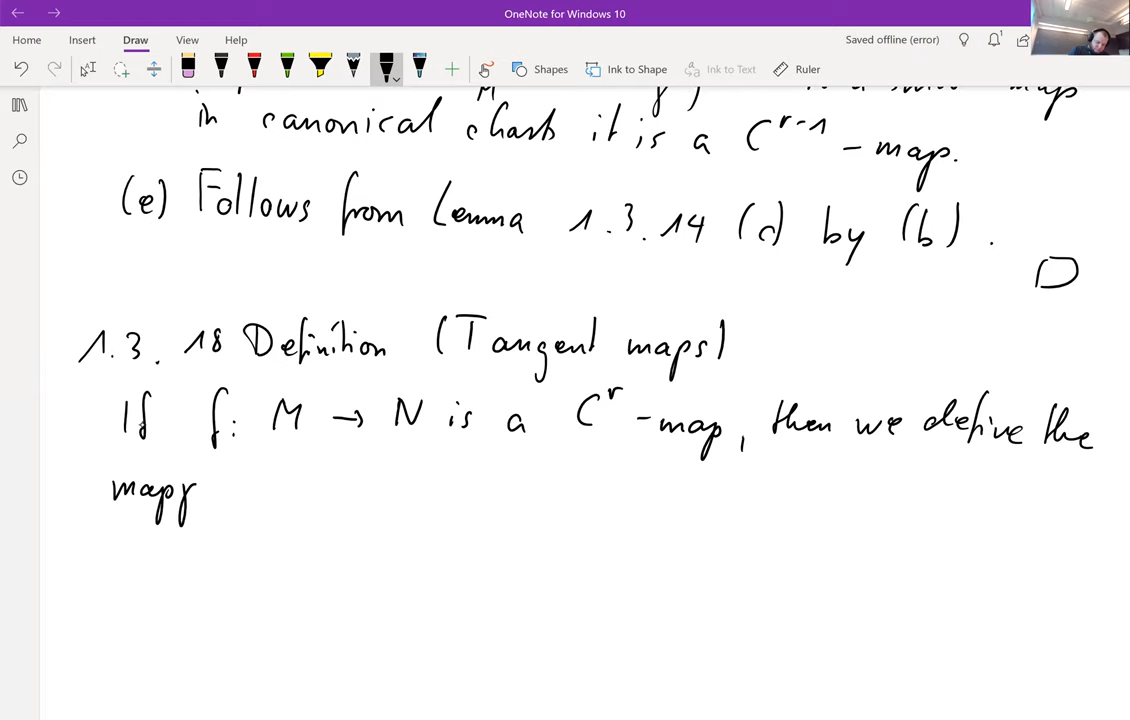 OneNote for Windows 10
Home Insert Draw View Help
Saved offline (error)
Shapes Ink to Shape Ink to Text Ruler
map
in canonical charts it is a C^{r-1} - map.
(e) Follows from Lemma 1.3.14 (c) by (b).
1.3.18 Definition (Tangent maps)
If f: M → N is a C^r - map, then we define the
map